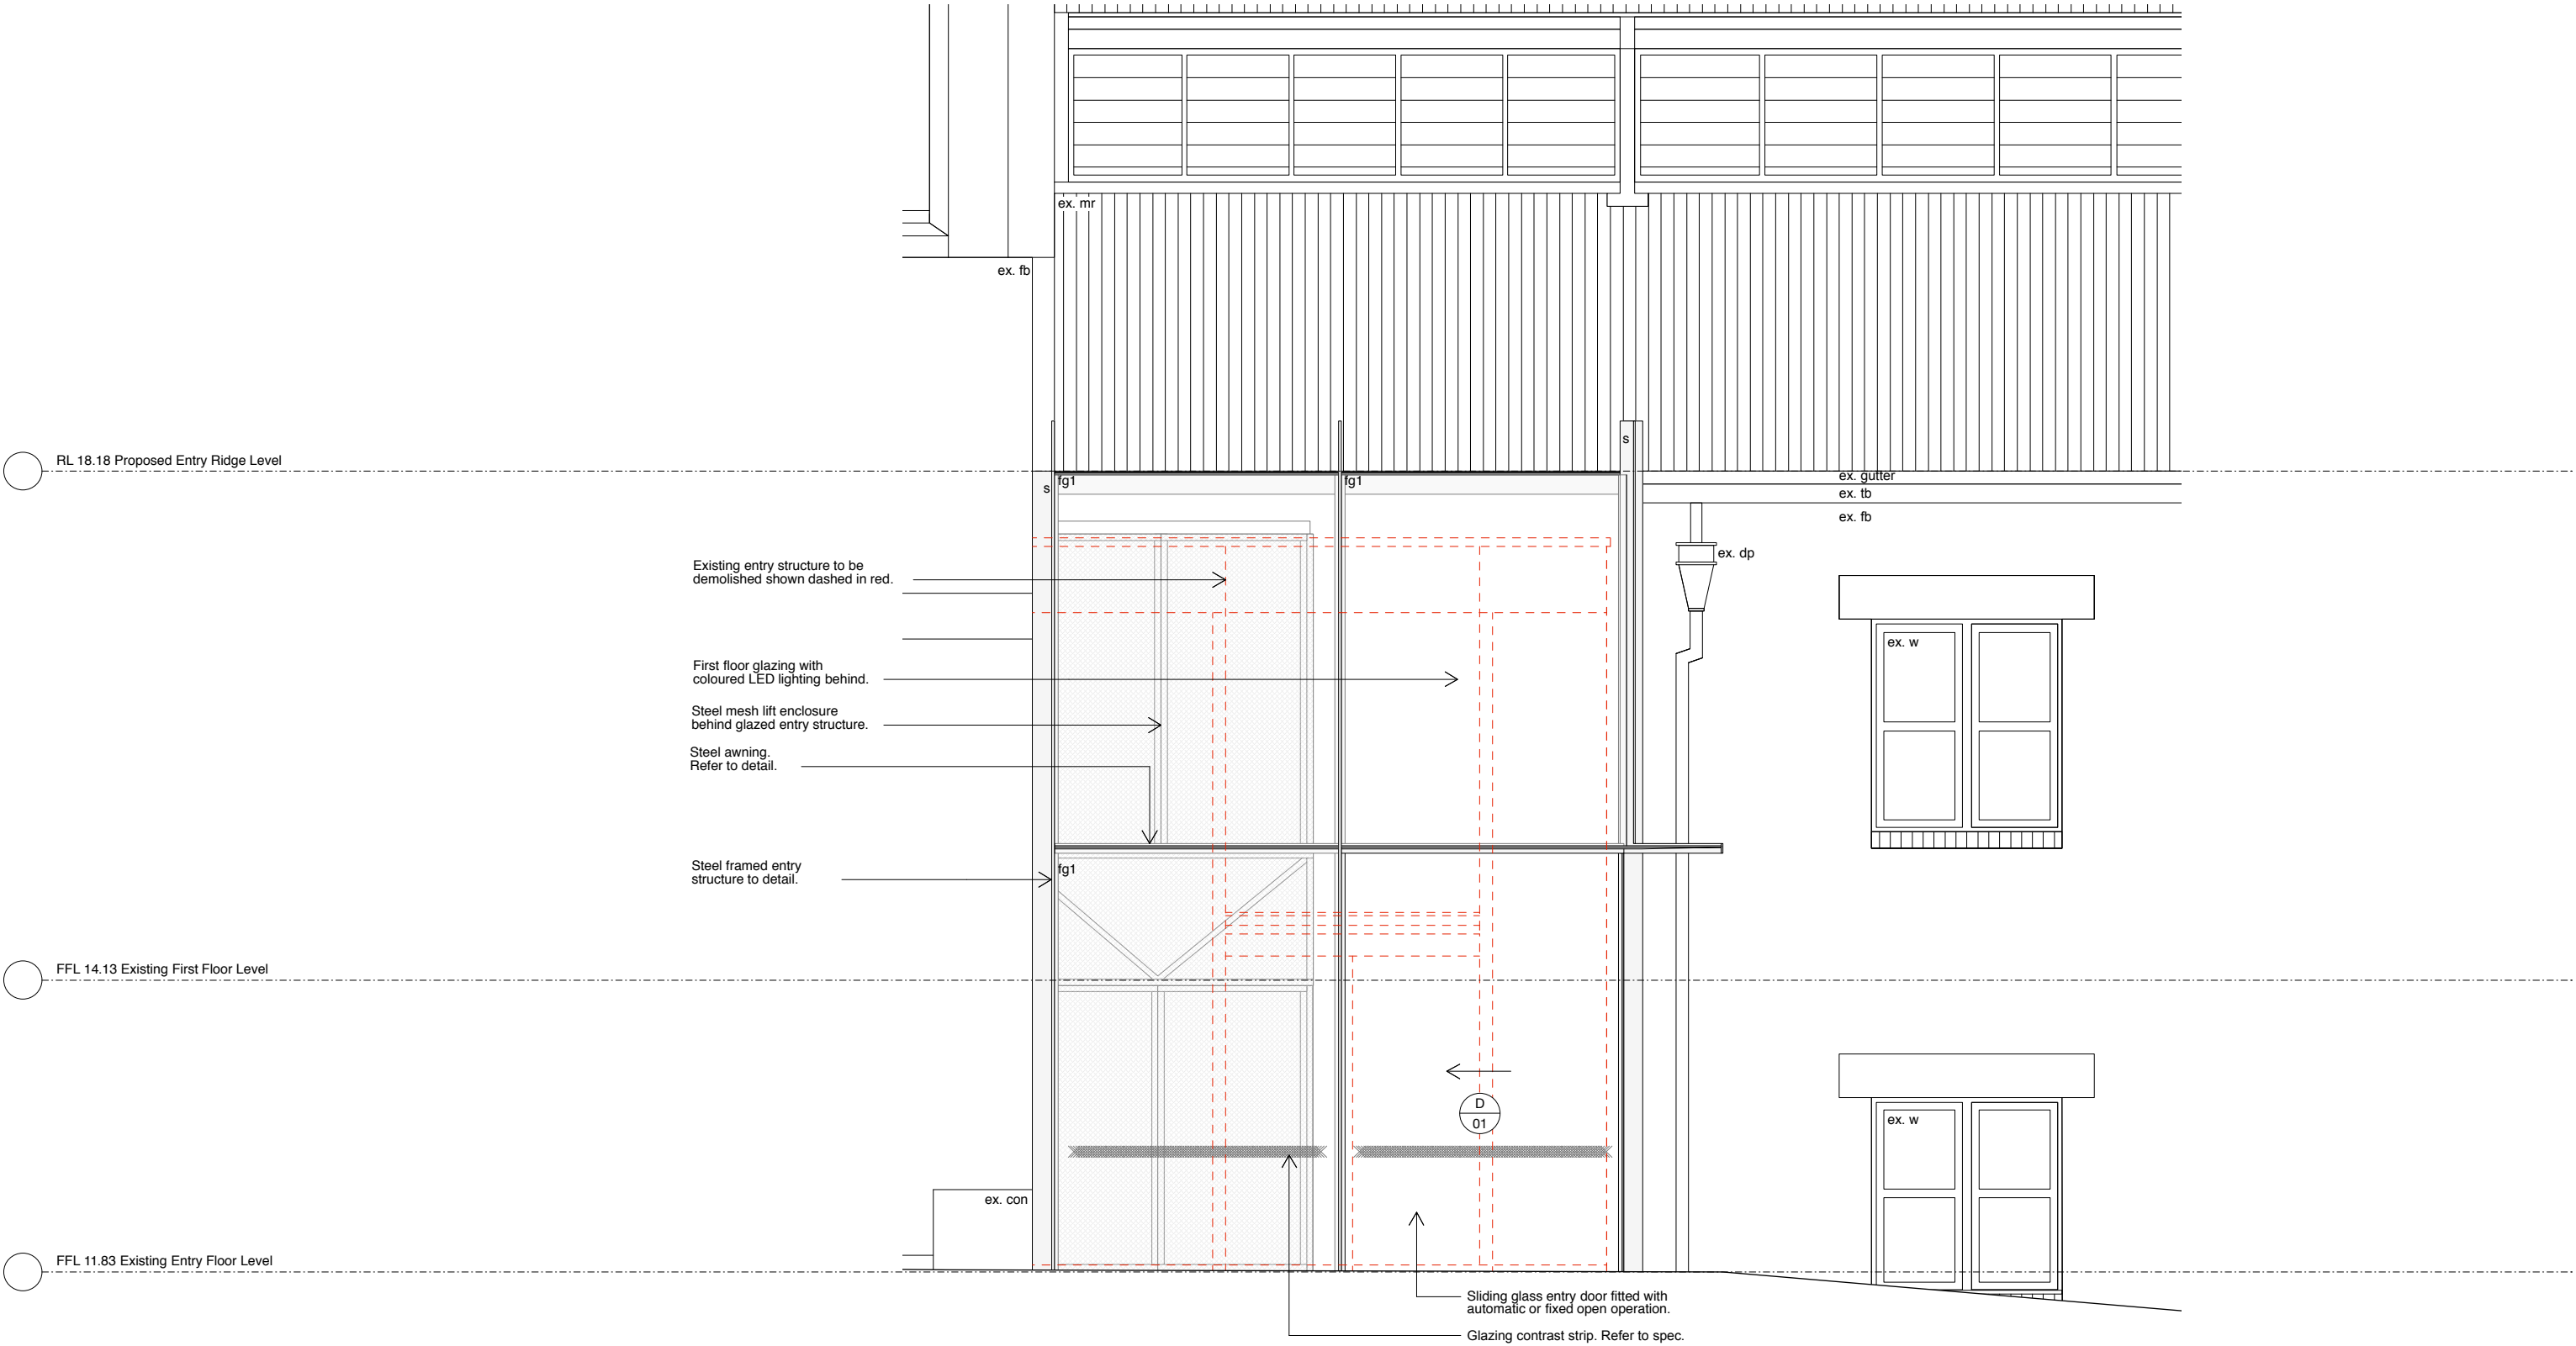 ex. mr
ex. fb
s
RL 18.18 Proposed Entry Ridge Level
fg1
fg1
s
ex. gutter
ex. tb
ex. fb
ex. dp
Existing entry structure to be
demolished shown dashed in red.
ex. w
First floor glazing with
coloured LED lighting behind.
Steel mesh lift enclosure
behind glazed entry structure.
Steel awning.
Refer to detail.
Steel framed entry
structure to detail.
fg1
FFL 14.13 Existing First Floor Level
D
01
ex. w
ex. con
FFL 11.83 Existing Entry Floor Level
Sliding glass entry door fitted with
automatic or fixed open operation.
Glazing contrast strip. Refer to spec.